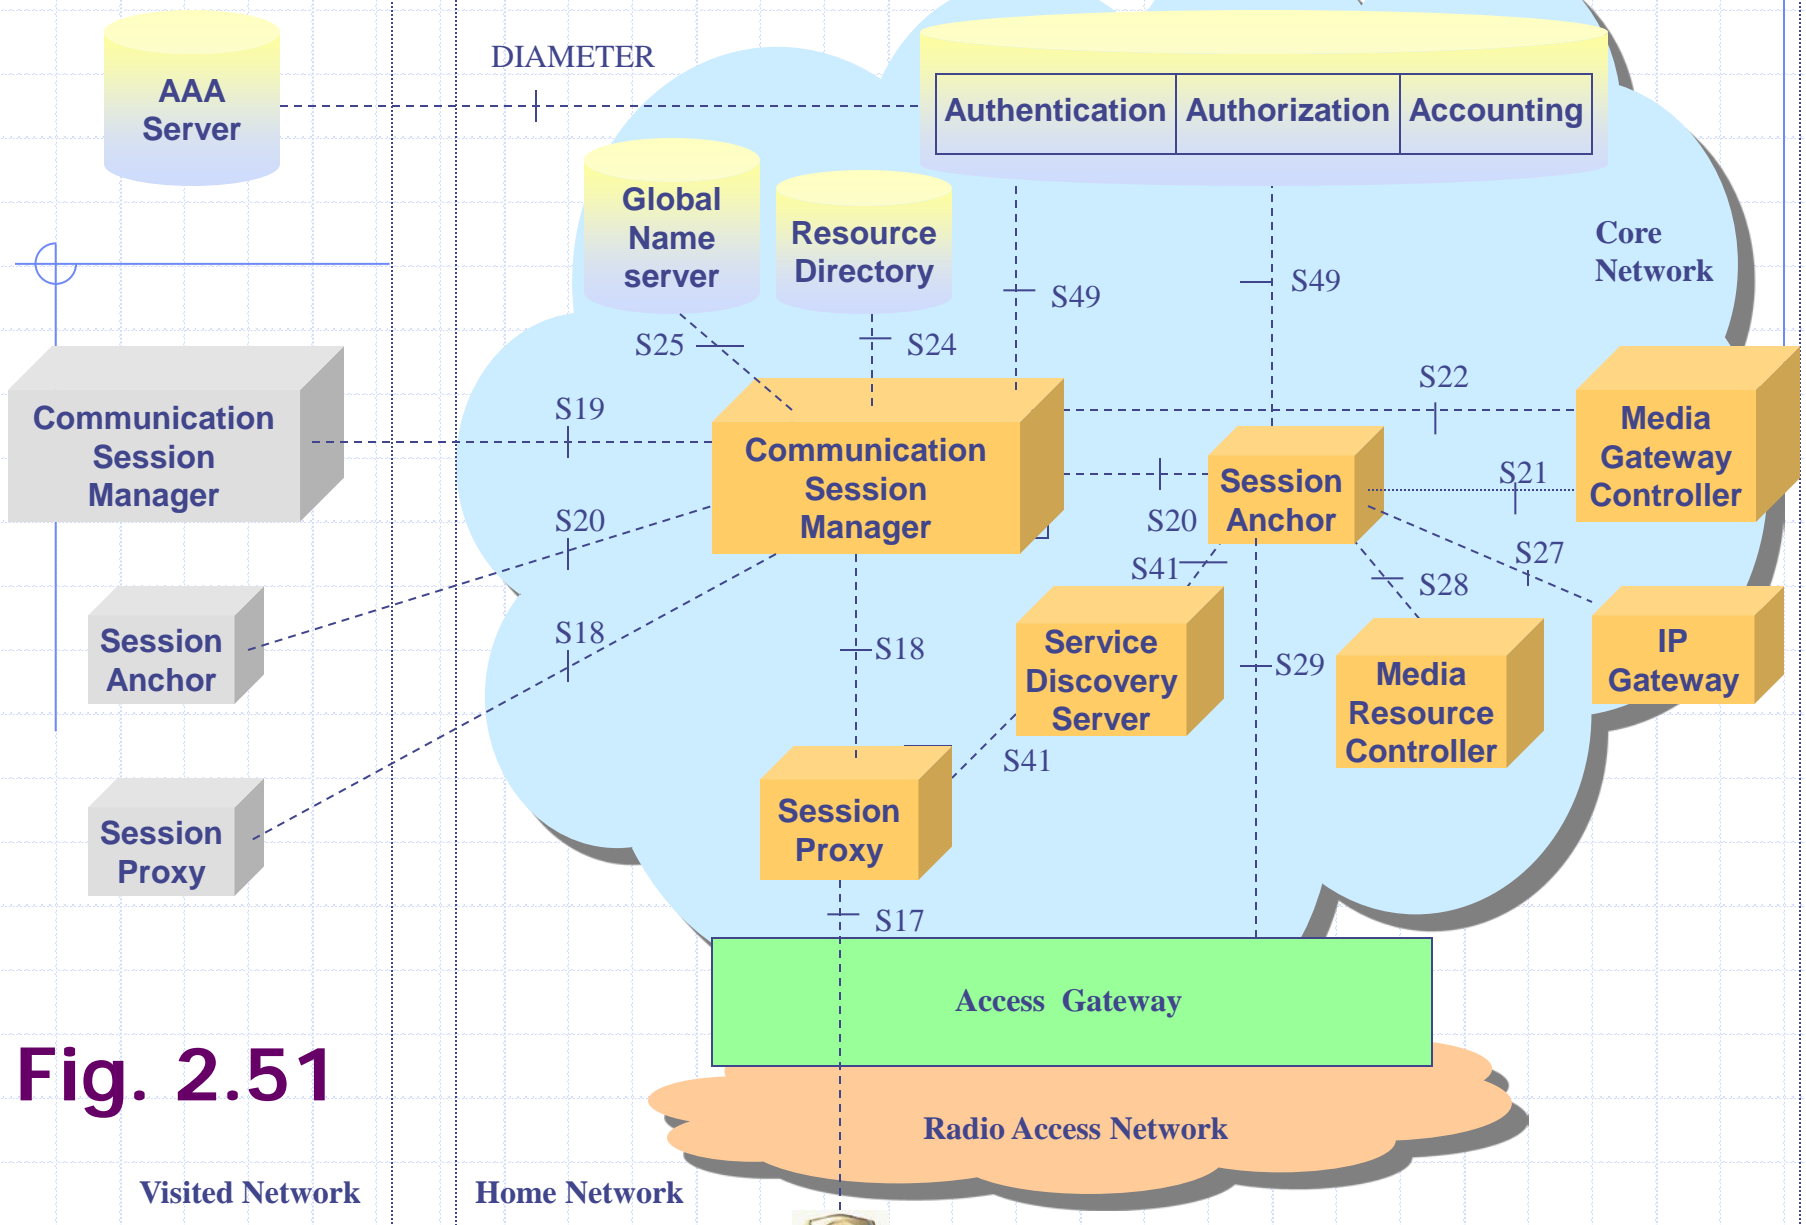 DIAMETER
AAA
Server
Authentication
Authorization
Accounting
Global
Name
server
Resource
Directory
Core
Network
S49
S49
S25
S24
S22
Communication
Session
Manager
S19
Communication
Session
Manager
Session
Anchor
S21
Media
Gateway
Controller
S20
S20
S41
S27
S28
Session
Anchor
S18
S18
Service
Discovery
Server
S29
Media
Resource
Controller
IP
Gateway
S41
Session
Proxy
Session
Proxy
S17
Access Gateway
Fig. 2.51
Radio Access Network
Visited Network
Home Network